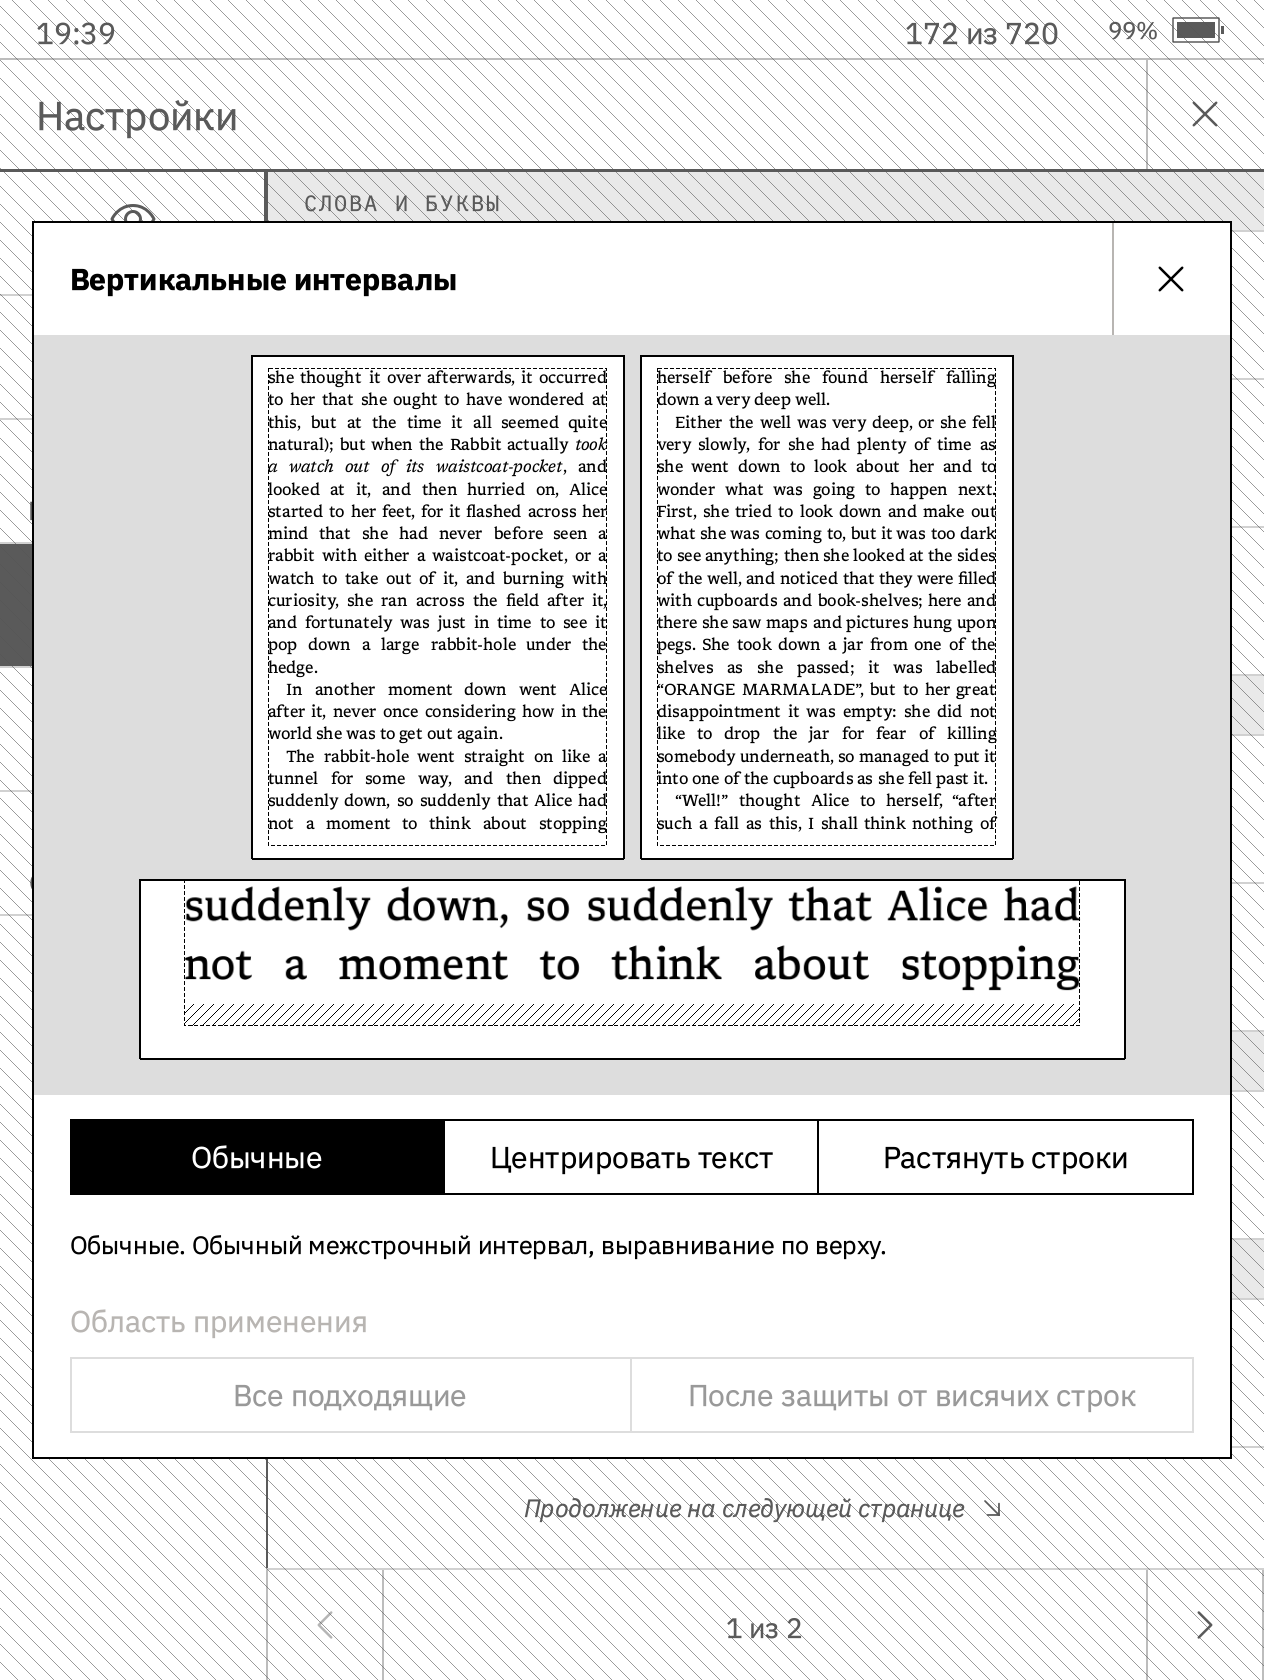 19:39
172 из 720
99%
Настройки
СЛОВА И БУКВЫ
Вертикальные интервалы
she thought it over afterwards, it occurred
to her that she ought to have wondered at
this, but at the time it all seemed quite
natural); but when the Rabbit actually took
a watch out of its waistcoat-pocket, and
looked at it, and then hurried on, Alice
started to her feet, for it flashed across her
mind that she had never before seen a
rabbit with either a waistcoat-pocket, or a
watch to take out of it, and burning with
curiosity, she ran across the field after it,
and fortunately was just in time to see it
pop down a large rabbit-hole under the
hedge.
In another moment down went Alice
after it, never once considering how in the
world she was to get out again.
The rabbit-hole went straight on like a
tunnel for some way, and then dipped
suddenly down, so suddenly that Alice had
not a moment to think about stopping
herself before she found herself falling
down a very deep well.
Either the well was very deep, or she fell
very slowly, for she had plenty of time as
she went down to look about her and to
wonder what was going to happen next.
First, she tried to look down and make out
what she was coming to, but it was too dark
to see anything; then she looked at the sides
of the well, and noticed that they were filled
with cupboards and book-shelves; here and
there she saw maps and pictures hung upon
pegs. She took down a jar from one of the
shelves as she passed; it was labelled
“ORANGE MARMALADE”, but to her great
disappointment it was empty: she did not
like to drop the jar for fear of killing
somebody underneath, so managed to put it
into one of the cupboards as she fell past it.
“Well!” thought Alice to herself, “after
such a fall as this, I shall think nothing of
suddenly down, so suddenly that Alice had
not a moment to think about stopping
Обычные
Центрировать текст
Растянуть строки
Обычные. Обычный межстрочный интервал, выравнивание по верху.
Область применения
Все подходящие
После защиты от висячих строк
Продолжение на следующей странице
1 из 2